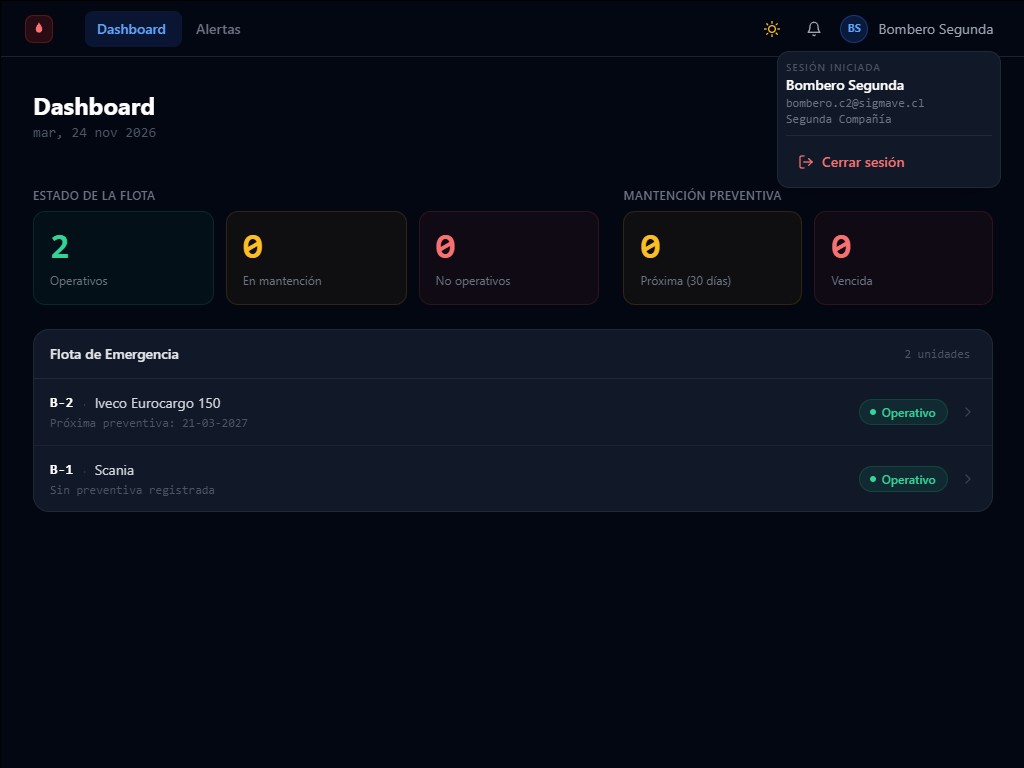 Dashboard
Alertas
BS
Bombero Segunda
SESIÓN INICIADA
Bombero Segunda
bombero.c2@sigmave.cl
Segunda Compañía
Cerrar sesión
Dashboard
mar, 24 nov 2026
ESTADO DE LA FLOTA
2
Operativos
0
En mantención
0
No operativos
MANTENCIÓN PREVENTIVA
0
Próxima (30 días)
0
Vencida
Flota de Emergencia
2 unidades
B-2 · Iveco Eurocargo 150
Próxima preventiva: 21-03-2027
Operativo
B-1 · Scania
Sin preventiva registrada
Operativo